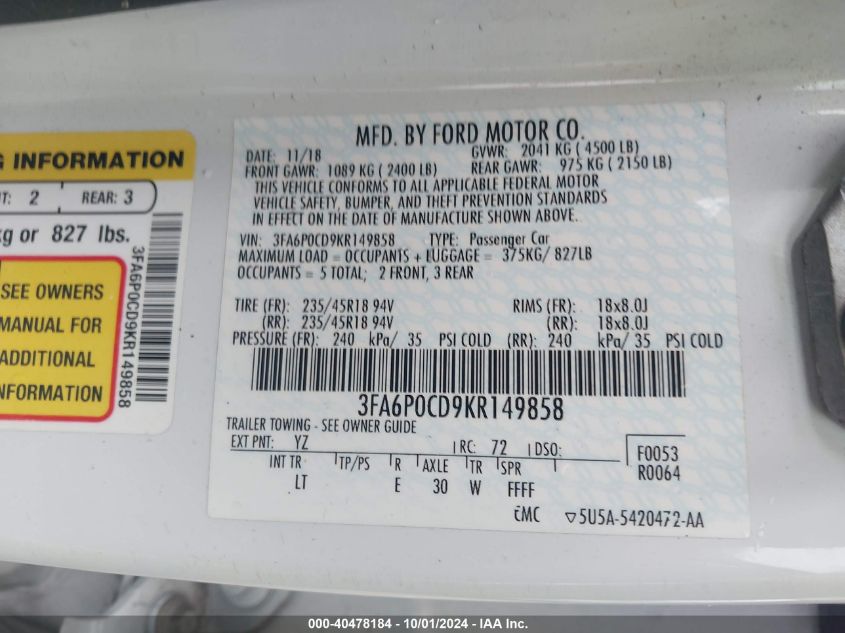 G INFORMATION
T: 2 REAR: 3
kg or 827 lbs.
SEE OWNERS
MANUAL FOR
ADDITIONAL
INFORMATION
3FA6P0CD9KR149858
MFD. BY FORD MOTOR CO.
DATE: 11/18 GVWR: 2041 KG ( 4500 LB)
FRONT GAWR: 1089 KG ( 2400 LB) REAR GAWR: 975 KG ( 2150 LB)
THIS VEHICLE CONFORMS TO ALL APPLICABLE FEDERAL MOTOR
VEHICLE SAFETY, BUMPER, AND THEFT PREVENTION STANDARDS
IN EFFECT ON THE DATE OF MANUFACTURE SHOWN ABOVE.
VIN: 3FA6P0CD9KR149858 TYPE: Passenger Car
MAXIMUM LOAD = OCCUPANTS + LUGGAGE = 375KG/ 827LB
OCCUPANTS = 5 TOTAL; 2 FRONT, 3 REAR
TIRE (FR): 235/45R18 94V RIMS (FR): 18x8.0J
(RR): 235/45R18 94V (RR): 18x8.0J
PRESSURE (FR): 240 kPa/ 35 PSI COLD (RR): 240 kPa/ 35 PSI COLD
3FA6P0CD9KR149858
TRAILER TOWING - SEE OWNER GUIDE
EXT PNT: YZ RC: 72 DSO: F0053
R0064
INT TR TP/PS R AXLE TR SPR
LT E 30 W FFFF
CMC ▽5U5A-5420472-AA
000-40478184 - 10/01/2024 - IAA Inc.